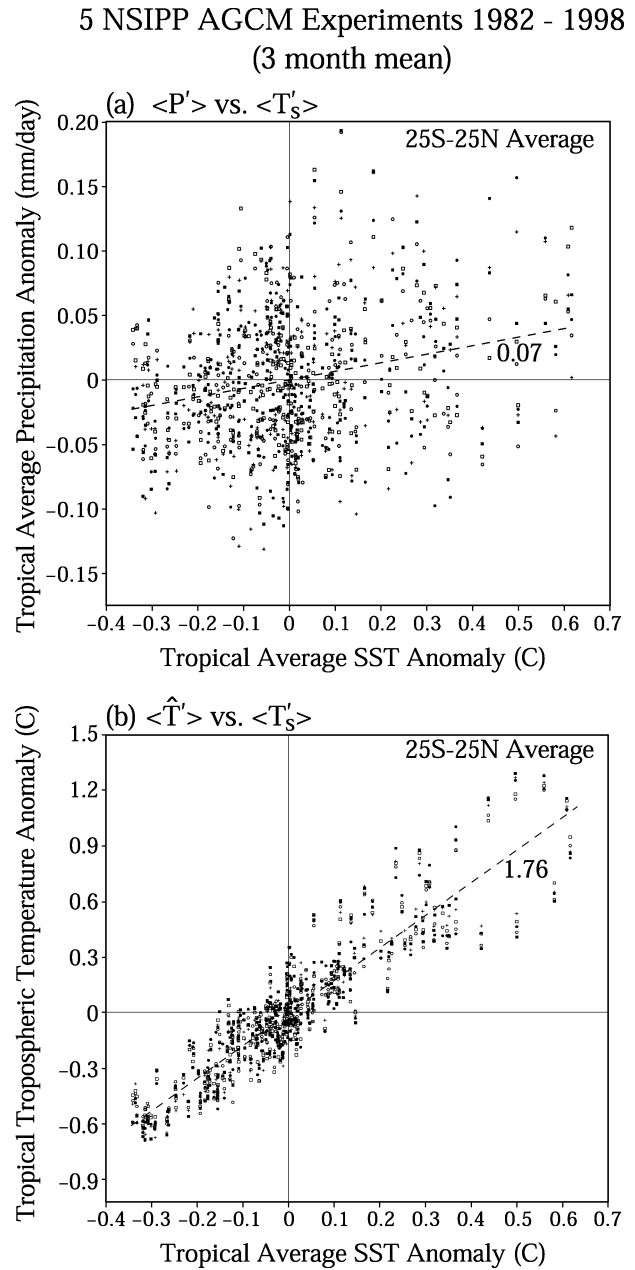 5 NSIPP AGCM Experiments 1982 - 1998
(3 month mean)
(a) <P′> vs. <T′s>
25S-25N Average
Tropical Average Precipitation Anomaly (mm/day)
0.20
0.15
0.10
0.05
0
−0.05
−0.10
−0.15
0.07
−0.4 −0.3 −0.2 −0.1 0 0.1 0.2 0.3 0.4 0.5 0.6 0.7
Tropical Average SST Anomaly (C)
(b) <T̂′> vs. <T′s>
25S-25N Average
Tropical Tropospheric Temperature Anomaly (C)
1.5
1.2
0.9
0.6
0.3
0
−0.3
−0.6
−0.9
1.76
−0.4 −0.3 −0.2 −0.1 0 0.1 0.2 0.3 0.4 0.5 0.6 0.7
Tropical Average SST Anomaly (C)